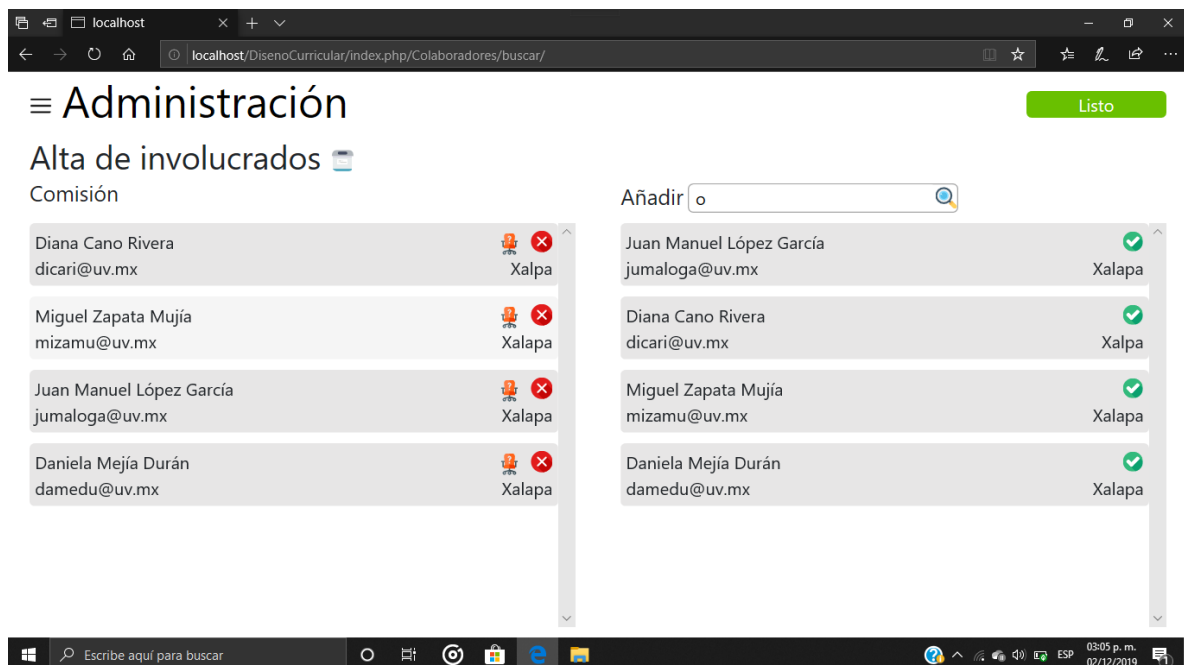 localhost
localhost/DisenoCurricular/index.php/Colaboradores/buscar/
Administración
Listo
Alta de involucrados
Comisión
Diana Cano Rivera
dicari@uv.mx
Xalpa
Miguel Zapata Mujía
mizamu@uv.mx
Xalapa
Juan Manuel López García
jumaloga@uv.mx
Xalapa
Daniela Mejía Durán
damedu@uv.mx
Xalapa
Añadir
o
Juan Manuel López García
jumaloga@uv.mx
Xalapa
Diana Cano Rivera
dicari@uv.mx
Xalpa
Miguel Zapata Mujía
mizamu@uv.mx
Xalapa
Daniela Mejía Durán
damedu@uv.mx
Xalapa
Escribe aquí para buscar
ESP
03:05 p. m.
02/12/2019